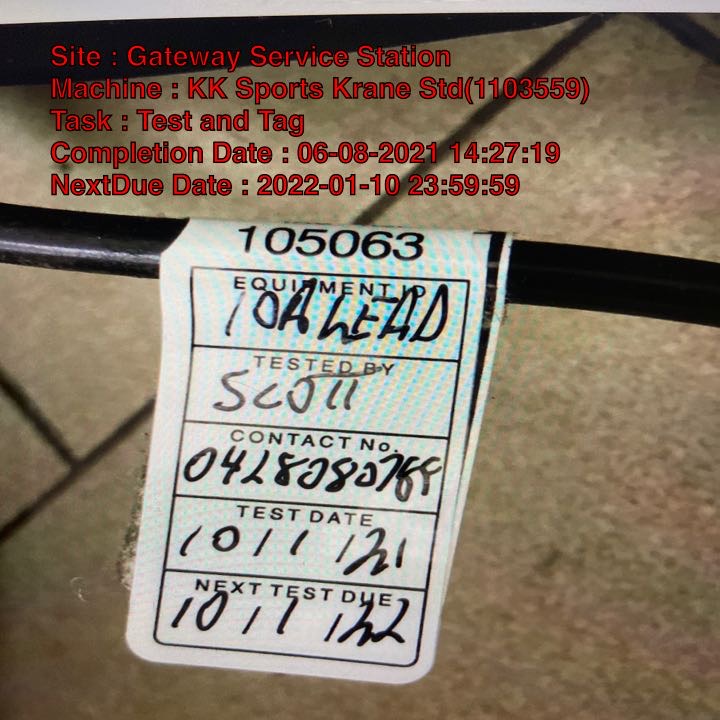 Site : Gateway Service Station
Machine : KK Sports Krane Std(1103559)
Task : Test and Tag
Completion Date : 06-08-2021 14:27:19
NextDue Date : 2022-01-10 23:59:59
105063
EQUIPMENT ID
10A LEAD
TESTED BY
SCOTT
CONTACT No.
TEST DATE
10/1/21
NEXT TEST DUE
10/1/22